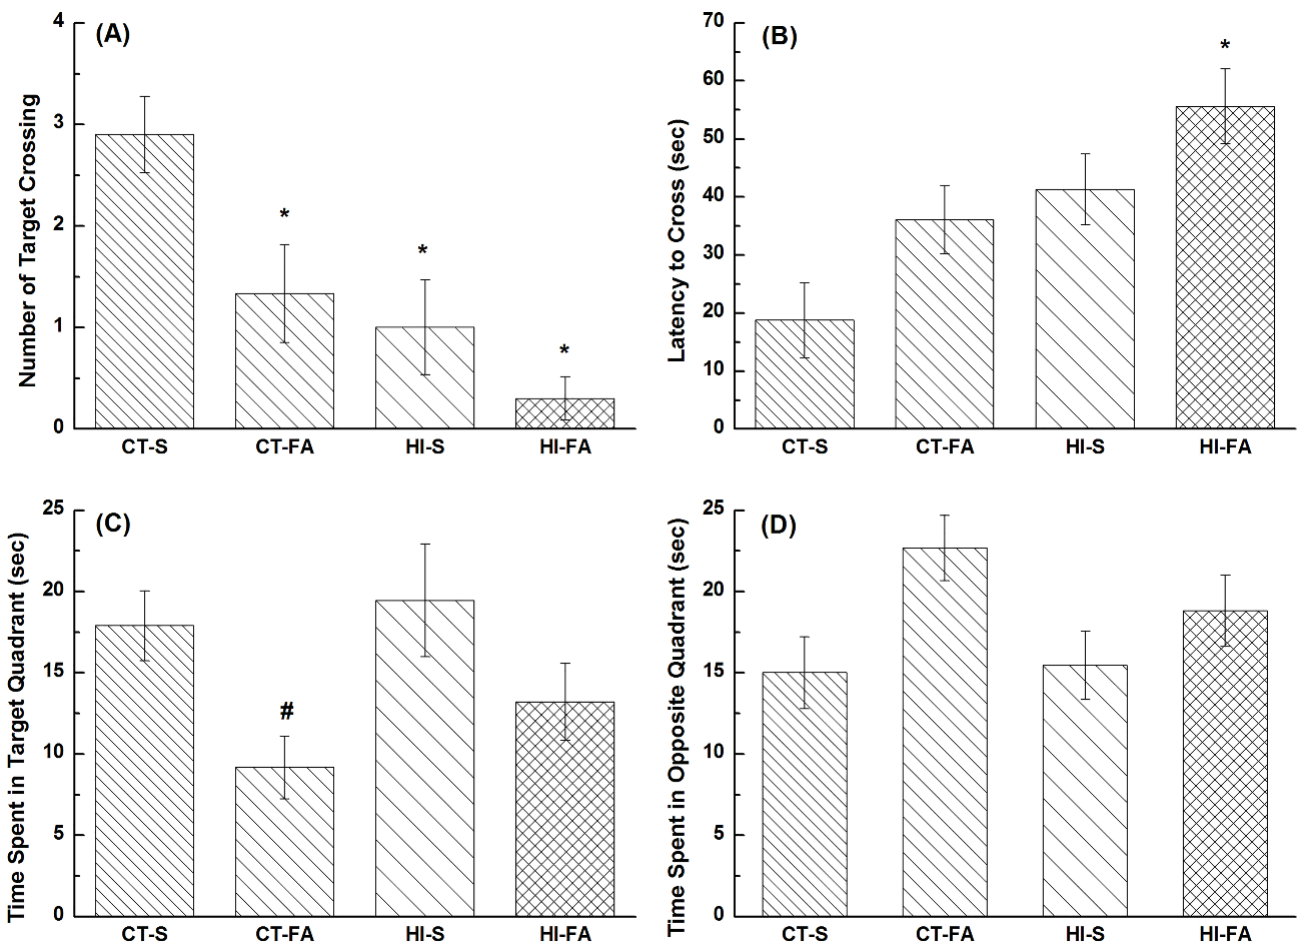 (A)
Number of Target Crossing
4
3
2
1
0
*
*
*
CT-S CT-FA HI-S HI-FA
(B)
Latency to Cross (sec)
70
60
50
40
30
20
10
0
*
CT-S CT-FA HI-S HI-FA
(C)
Time Spent in Target Quadrant (sec)
25
20
15
10
5
0
#
CT-S CT-FA HI-S HI-FA
(D)
Time Spent in Opposite Quadrant (sec)
25
20
15
10
5
0
CT-S CT-FA HI-S HI-FA